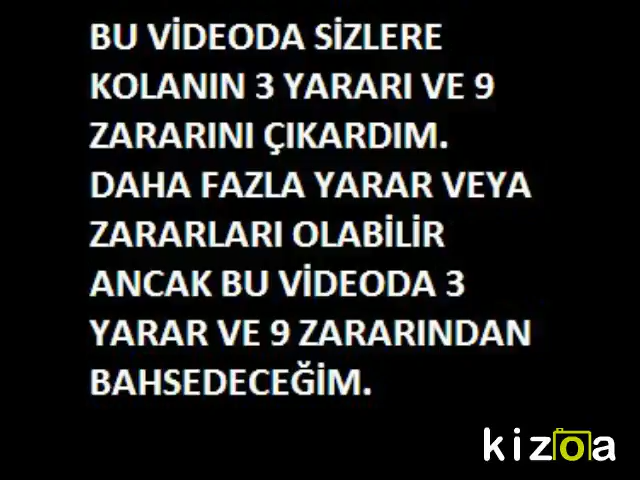 BU VİDEODA SİZLERE
KOLANIN 3 YARARI VE 9
ZARARINI ÇIKARDIM.
DAHA FAZLA YARAR VEYA
ZARARLARI OLABİLİR
ANCAK BU VİDEODA 3
YARAR VE 9 ZARARINDAN
BAHSEDECEĞİM.
kizoa